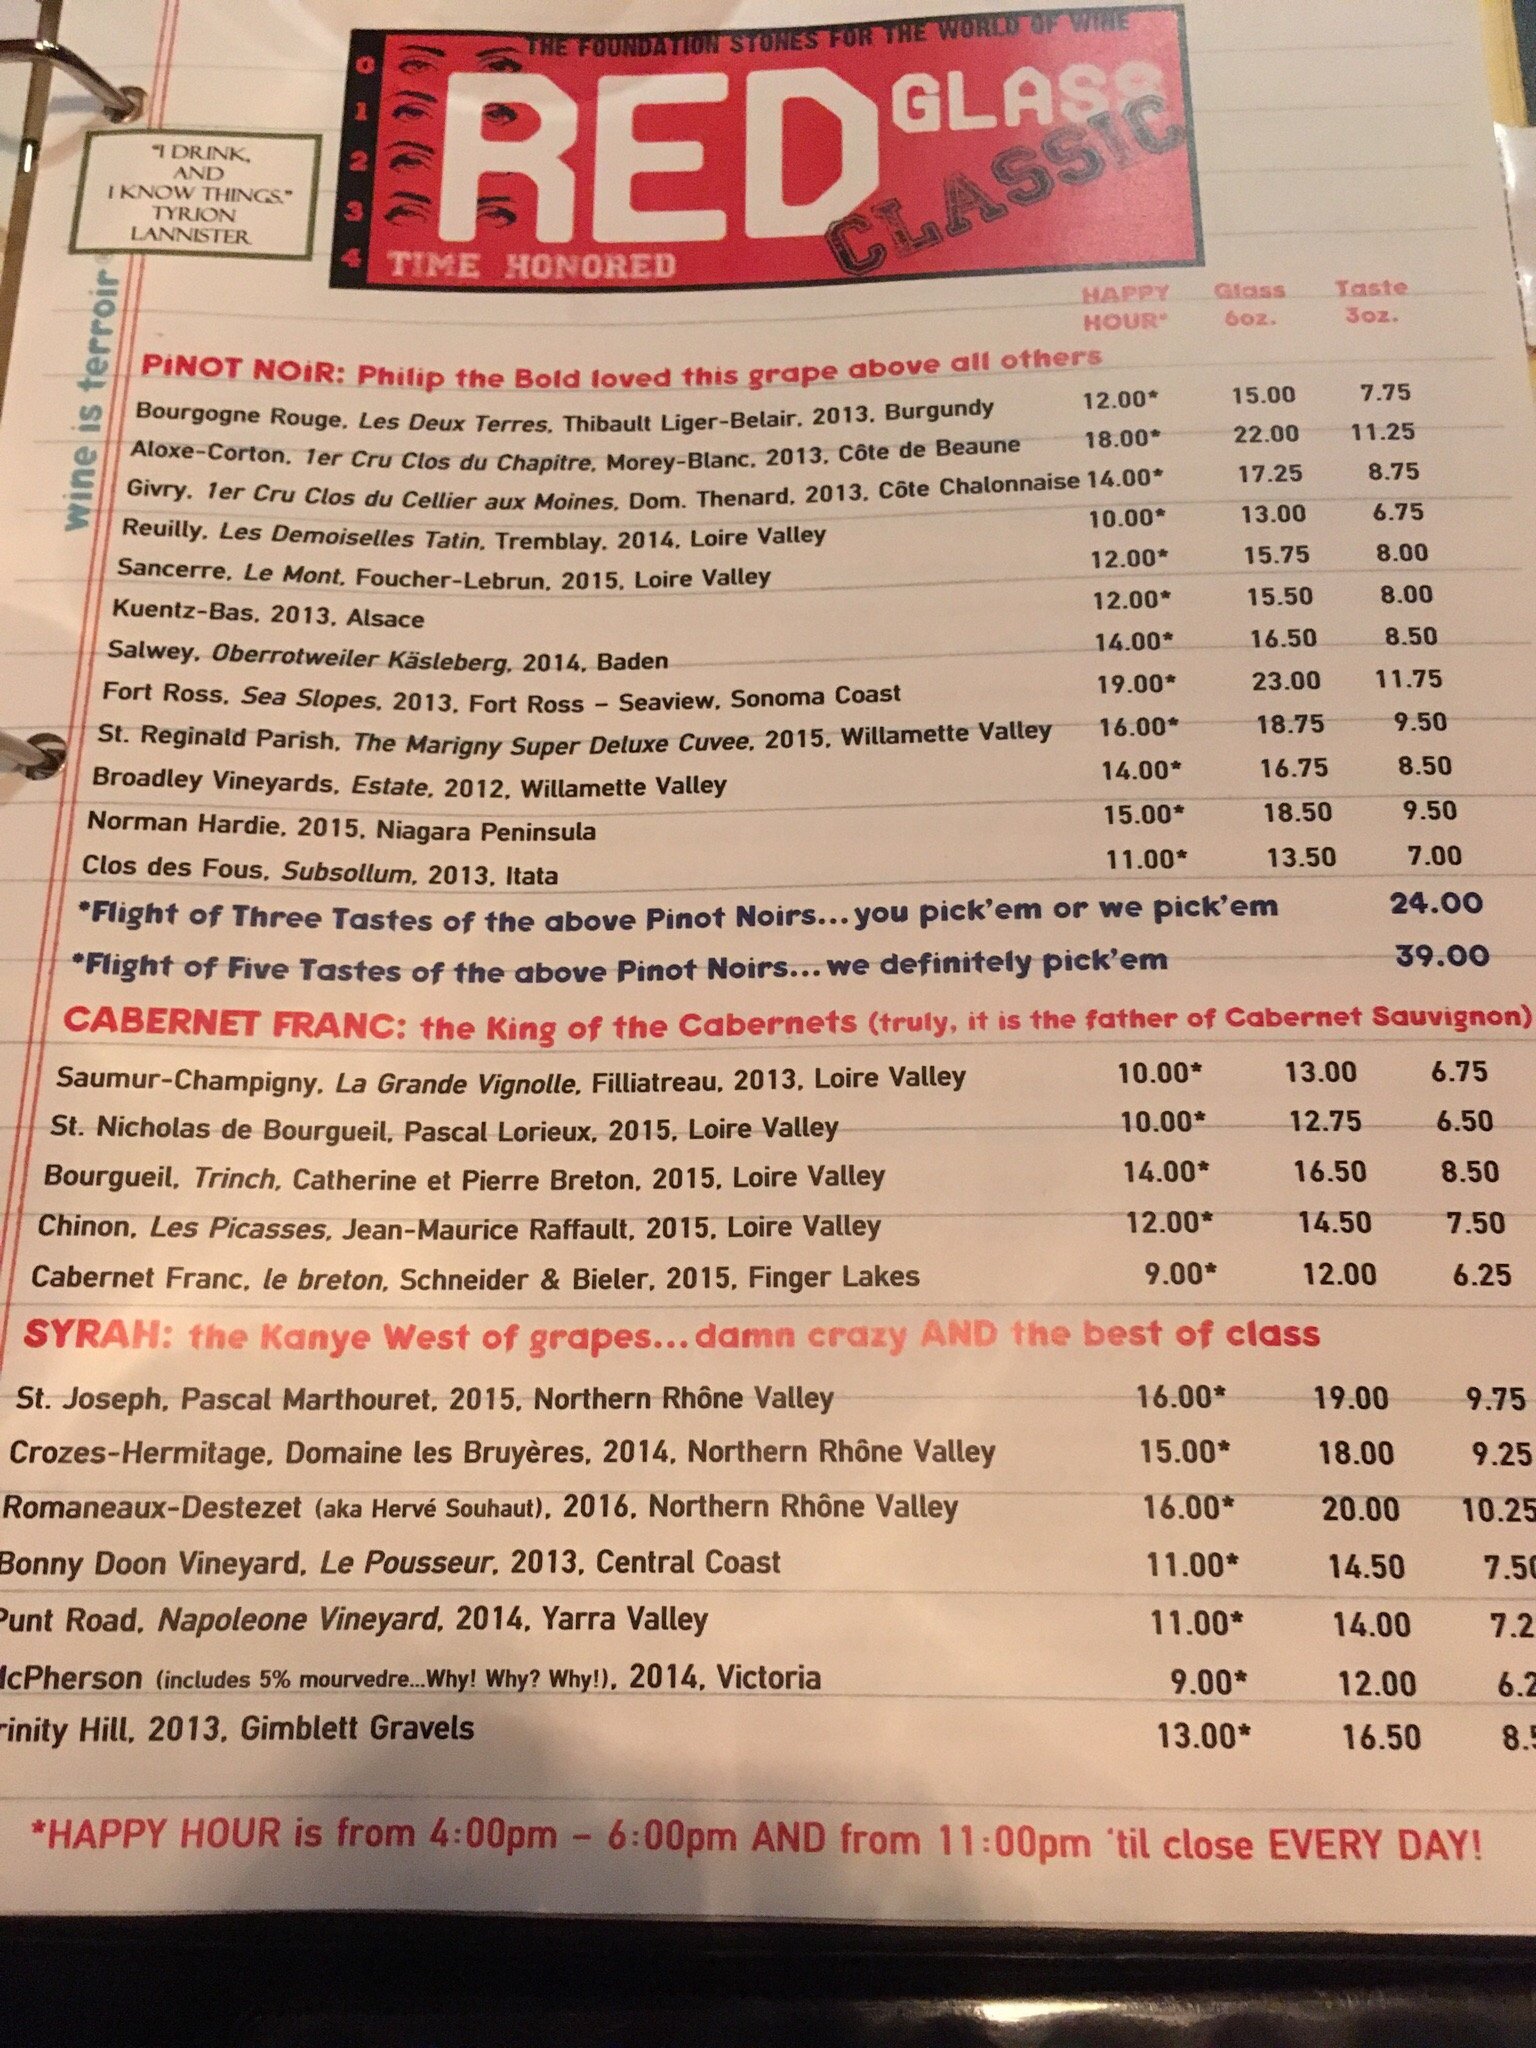 THE FOUNDATION STONES FOR THE WORLD OF WINE
0
1
2
3
4
RED GLASS
CLASSIC
TIME HONORED
"I DRINK,
AND
I KNOW THINGS."
TYRION
LANNISTER
wine is terroir
HAPPY HOUR* Glass 6oz. Taste 3oz.
PiNOT NOiR: Philip the Bold loved this grape above all others
Bourgogne Rouge, Les Deux Terres, Thibault Liger-Belair, 2013, Burgundy 12.00* 15.00 7.75
Aloxe-Corton, 1er Cru Clos du Chapitre, Morey-Blanc, 2013, Côte de Beaune 18.00* 22.00 11.25
Givry, 1er Cru Clos du Cellier aux Moines, Dom. Thenard, 2013, Côte Chalonnaise 14.00* 17.25 8.75
Reuilly, Les Demoiselles Tatin, Tremblay, 2014, Loire Valley 10.00* 13.00 6.75
Sancerre, Le Mont, Foucher-Lebrun, 2015, Loire Valley 12.00* 15.75 8.00
Kuentz-Bas, 2013, Alsace 12.00* 15.50 8.00
Salwey, Oberrotweiler Käsleberg, 2014, Baden 14.00* 16.50 8.50
Fort Ross, Sea Slopes, 2013, Fort Ross – Seaview, Sonoma Coast 19.00* 23.00 11.75
St. Reginald Parish, The Marigny Super Deluxe Cuvee, 2015, Willamette Valley 16.00* 18.75 9.50
Broadley Vineyards, Estate, 2012, Willamette Valley 14.00* 16.75 8.50
Norman Hardie, 2015, Niagara Peninsula 15.00* 18.50 9.50
Clos des Fous, Subsollum, 2013, Itata 11.00* 13.50 7.00
*Flight of Three Tastes of the above Pinot Noirs...you pick'em or we pick'em 24.00
*Flight of Five Tastes of the above Pinot Noirs...we definitely pick'em 39.00
CABERNET FRANC: the King of the Cabernets (truly, it is the father of Cabernet Sauvignon)
Saumur-Champigny, La Grande Vignolle, Filliatreau, 2013, Loire Valley 10.00* 13.00 6.75
St. Nicholas de Bourgueil, Pascal Lorieux, 2015, Loire Valley 10.00* 12.75 6.50
Bourgueil, Trinch, Catherine et Pierre Breton, 2015, Loire Valley 14.00* 16.50 8.50
Chinon, Les Picasses, Jean-Maurice Raffault, 2015, Loire Valley 12.00* 14.50 7.50
Cabernet Franc, le breton, Schneider & Bieler, 2015, Finger Lakes 9.00* 12.00 6.25
SYRAH: the Kanye West of grapes...damn crazy AND the best of class
St. Joseph, Pascal Marthouret, 2015, Northern Rhône Valley 16.00* 19.00 9.75
Crozes-Hermitage, Domaine les Bruyères, 2014, Northern Rhône Valley 15.00* 18.00 9.25
Romaneaux-Destezet (aka Hervé Souhaut), 2016, Northern Rhône Valley 16.00* 20.00 10.25
Bonny Doon Vineyard, Le Pousseur, 2013, Central Coast 11.00* 14.50 7.50
Punt Road, Napoleone Vineyard, 2014, Yarra Valley 11.00* 14.00 7.2
McPherson (includes 5% mourvedre...Why! Why? Why!), 2014, Victoria 9.00* 12.00 6.2
rinity Hill, 2013, Gimblett Gravels 13.00* 16.50 8.5
*HAPPY HOUR is from 4:00pm – 6:00pm AND from 11:00pm 'til close EVERY DAY!